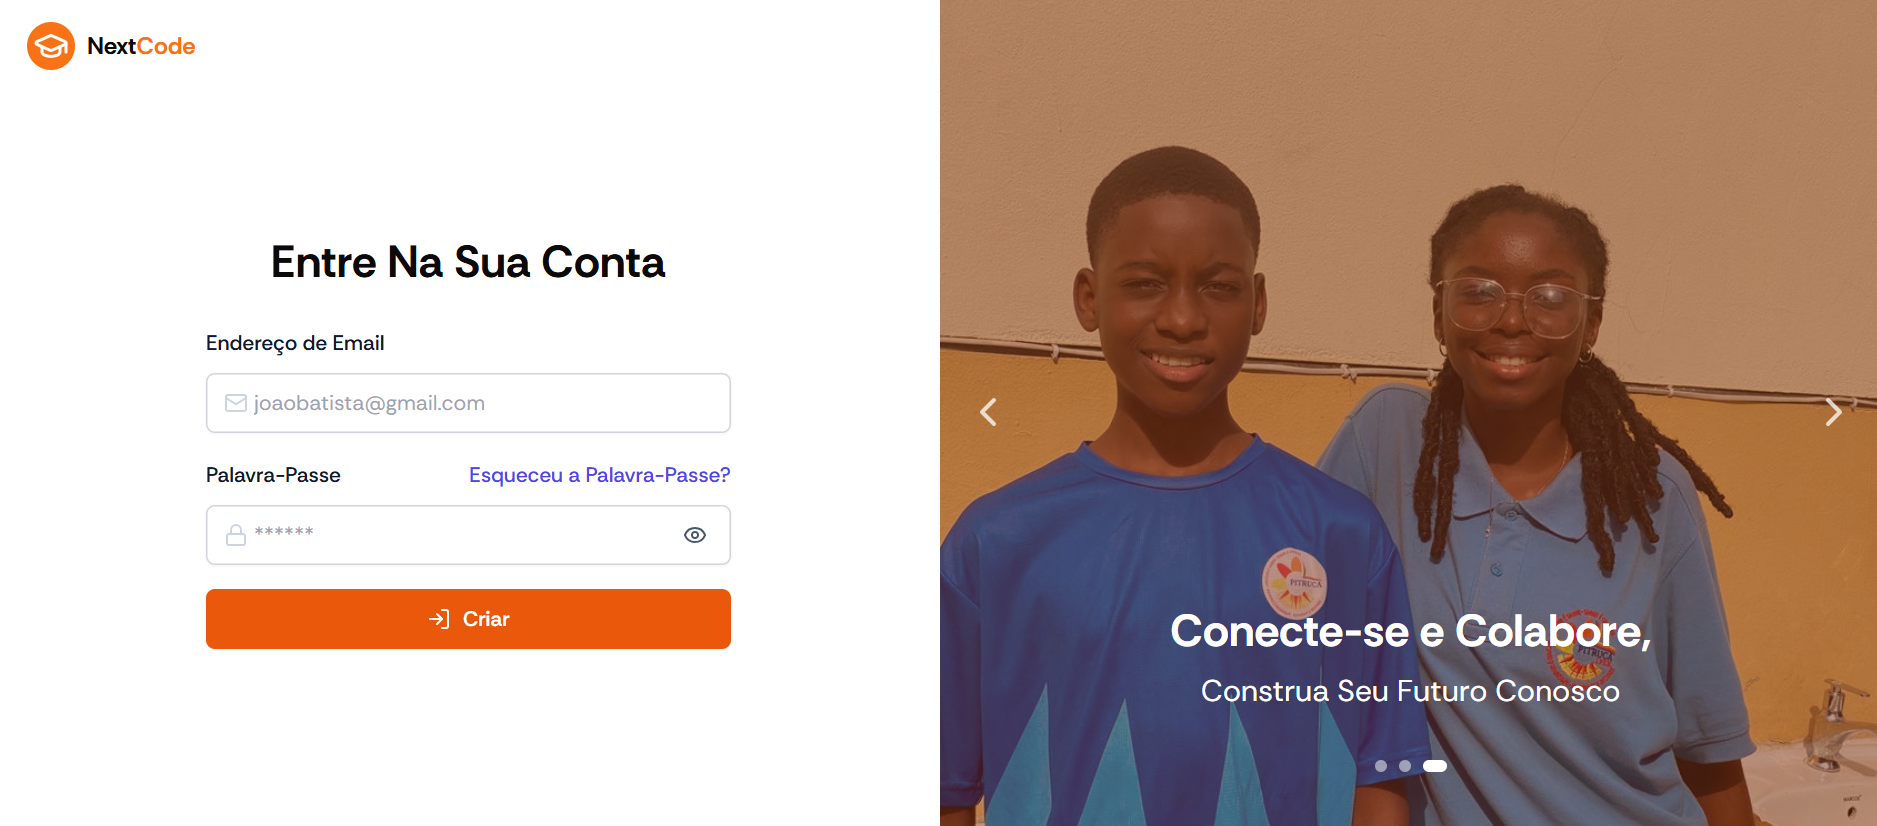 NextCode
Entre Na Sua Conta
Endereço de Email
joaobatista@gmail.com
Palavra-Passe
Esqueceu a Palavra-Passe?
******
Criar
PITRUCA
Conecte-se e Colabore,
PITRUCA
Construa Seu Futuro Conosco